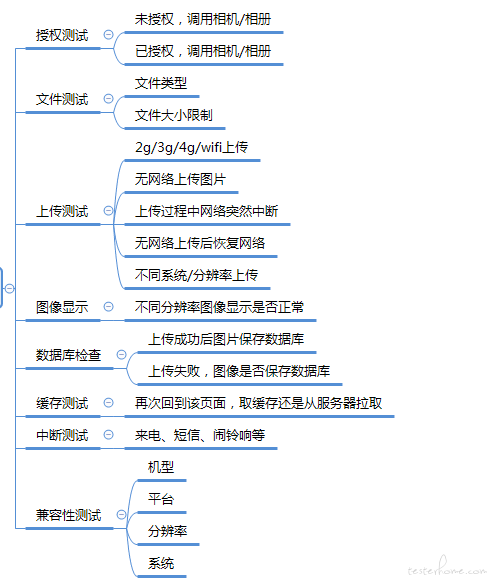 授权测试
未授权，调用相机/相册
已授权，调用相机/相册
文件测试
文件类型
文件大小限制
上传测试
2g/3g/4g/wifi上传
无网络上传图片
上传过程中网络突然中断
无网络上传后恢复网络
不同系统/分辨率上传
图像显示
不同分辨率图像显示是否正常
数据库检查
上传成功后图片保存数据库
上传失败，图像是否保存数据库
缓存测试
再次回到该页面，取缓存还是从服务器拉取
中断测试
来电、短信、闹铃响等
兼容性测试
机型
平台
分辨率
系统
testerhome.com